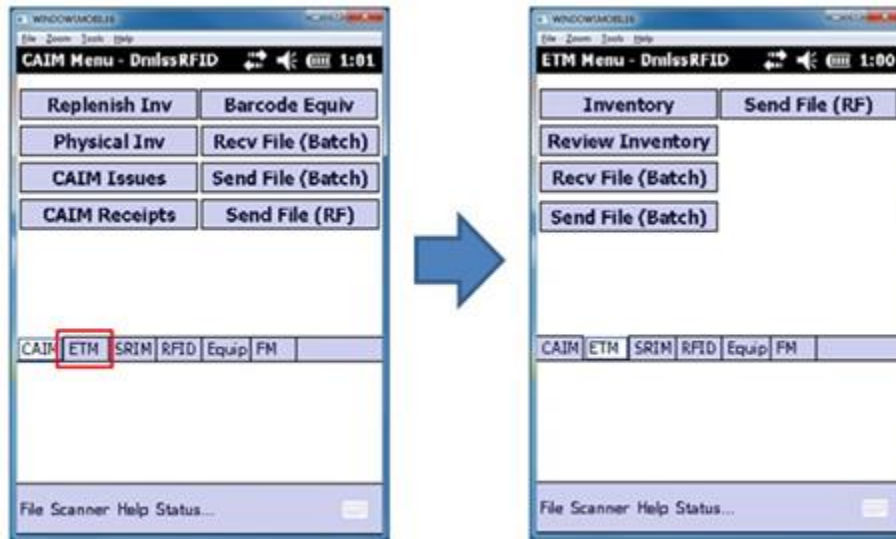 WINDOWSMOBILE6
File Zoom Tools Help
CAIM Menu - DmlssRFID 1:01
Replenish Inv Barcode Equiv
Physical Inv Recv File (Batch)
CAIM Issues Send File (Batch)
CAIM Receipts Send File (RF)
CAIM ETM SRIM RFID Equip FM
File Scanner Help Status...
WINDOWSMOBILE6
File Zoom Tools Help
ETM Menu - DmlssRFID 1:00
Inventory Send File (RF)
Review Inventory
Recv File (Batch)
Send File (Batch)
CAIM ETM SRIM RFID Equip FM
File Scanner Help Status...